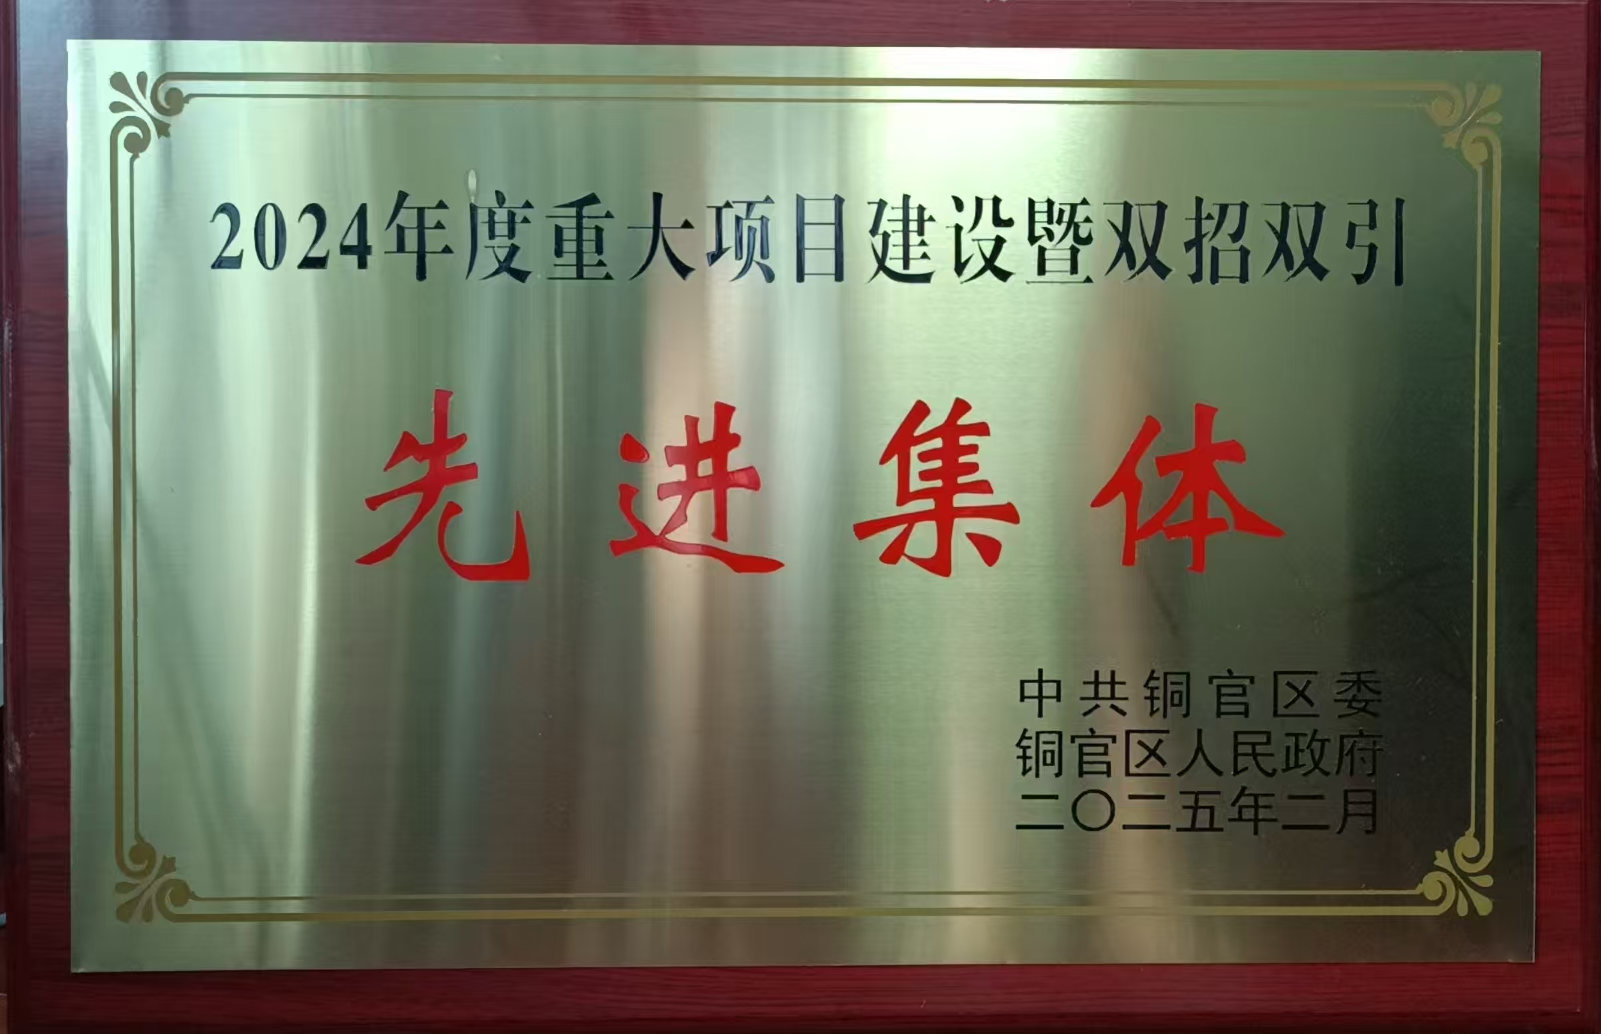 2024年度重大项目建设暨双招双引
先进集体
中共铜官区委
铜官区人民政府
二〇二五年二月